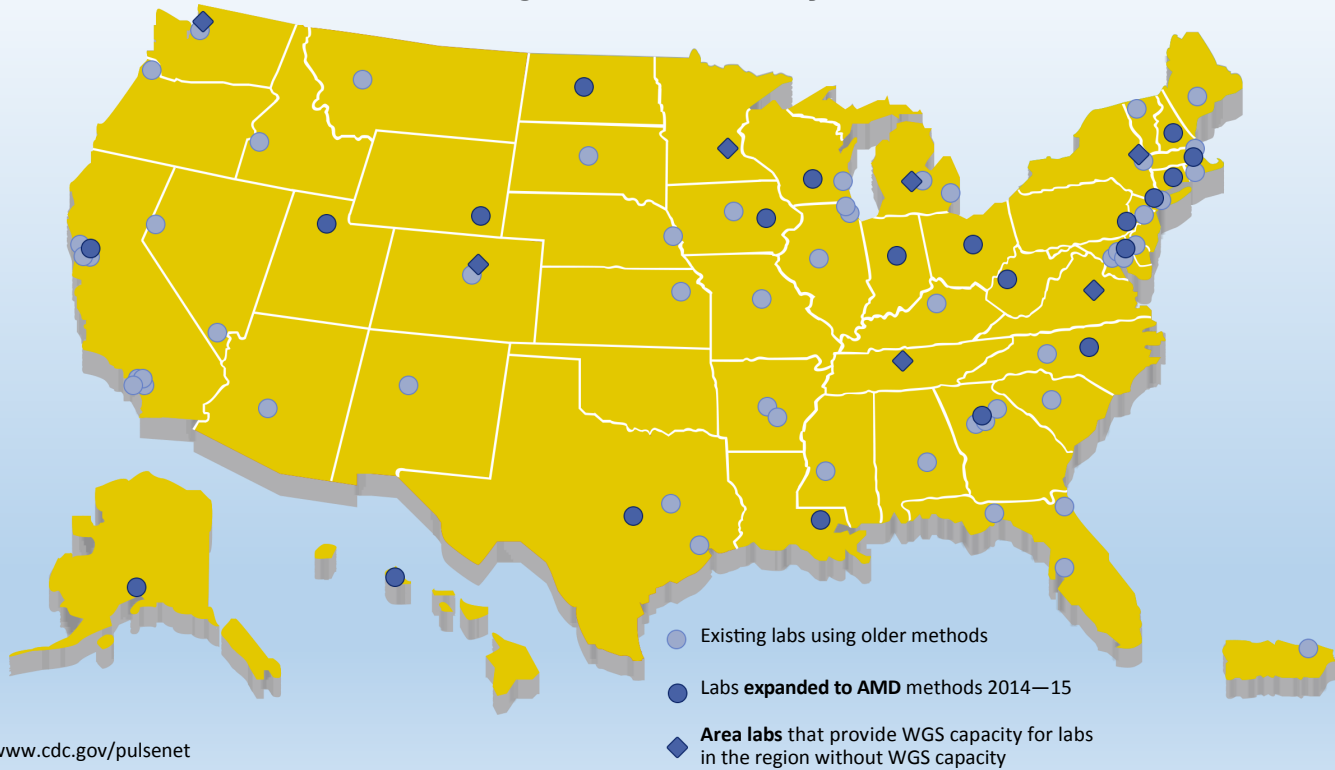 Existing labs using older methods
Labs expanded to AMD methods 2014—15
Area labs that provide WGS capacity for labs
in the region without WGS capacity
www.cdc.gov/pulsenet